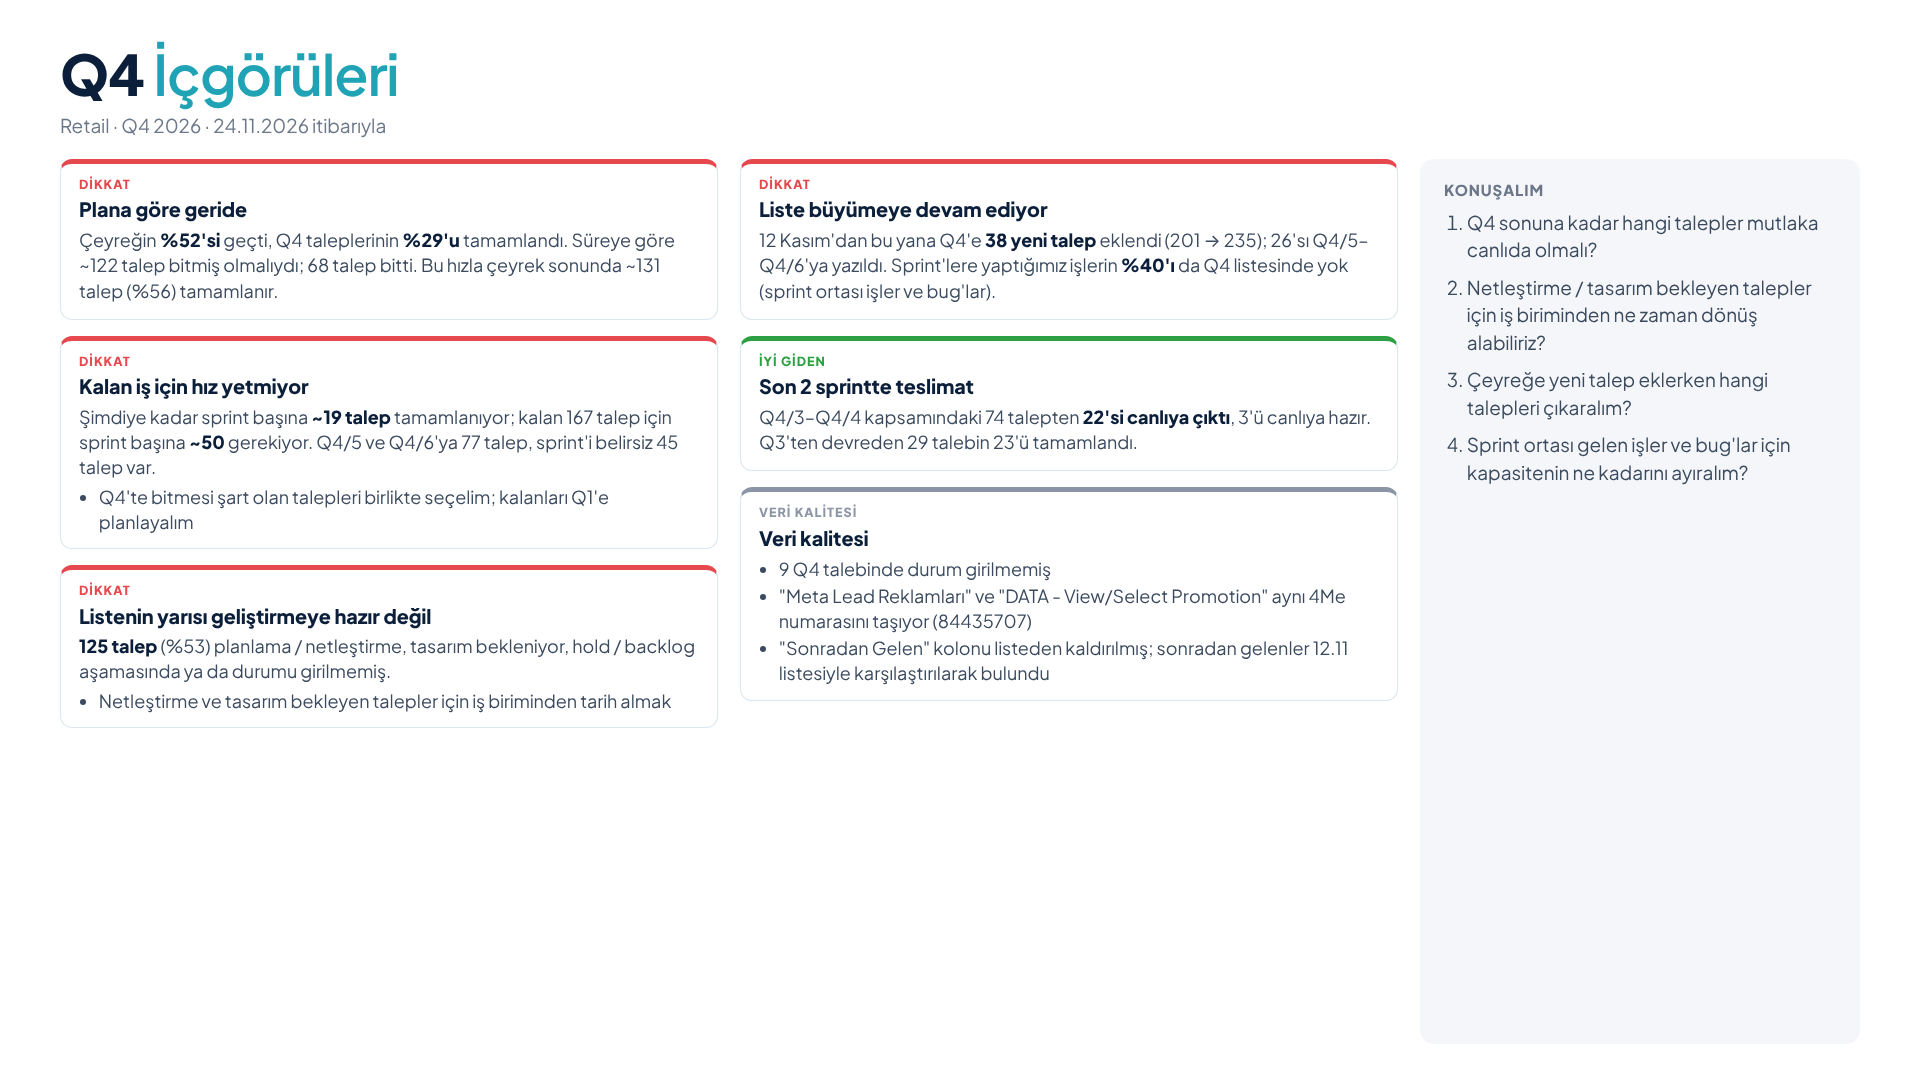 Q4 İçgörüleri
Retail · Q4 2026 · 24.11.2026 itibarıyla
DİKKAT
Plana göre geride
Çeyreğin %52'si geçti, Q4 taleplerinin %29'u tamamlandı. Süreye göre
~122 talep bitmiş olmalıydı; 68 talep bitti. Bu hızla çeyrek sonunda ~131
talep (%56) tamamlanır.
DİKKAT
Kalan iş için hız yetmiyor
Şimdiye kadar sprint başına ~19 talep tamamlanıyor; kalan 167 talep için
sprint başına ~50 gerekiyor. Q4/5 ve Q4/6'ya 77 talep, sprint'i belirsiz 45
talep var.
• Q4'te bitmesi şart olan talepleri birlikte seçelim; kalanları Q1'e
planlayalım
DİKKAT
Listenin yarısı geliştirmeye hazır değil
125 talep (%53) planlama / netleştirme, tasarım bekleniyor, hold / backlog
aşamasında ya da durumu girilmemiş.
• Netleştirme ve tasarım bekleyen talepler için iş biriminden tarih almak
DİKKAT
Liste büyümeye devam ediyor
12 Kasım'dan bu yana Q4'e 38 yeni talep eklendi (201 → 235); 26'sı Q4/5–
Q4/6'ya yazıldı. Sprint'lere yaptığımız işlerin %40'ı da Q4 listesinde yok
(sprint ortası işler ve bug'lar).
İYİ GİDEN
Son 2 sprintte teslimat
Q4/3–Q4/4 kapsamındaki 74 talepten 22'si canlıya çıktı, 3'ü canlıya hazır.
Q3'ten devreden 29 talebin 23'ü tamamlandı.
VERİ KALİTESİ
Veri kalitesi
• 9 Q4 talebinde durum girilmemiş
• "Meta Lead Reklamları" ve "DATA - View/Select Promotion" aynı 4Me
numarasını taşıyor (84435707)
• "Sonradan Gelen" kolonu listeden kaldırılmış; sonradan gelenler 12.11
listesiyle karşılaştırılarak bulundu
KONUŞALIM
1. Q4 sonuna kadar hangi talepler mutlaka
canlıda olmalı?
2. Netleştirme / tasarım bekleyen talepler
için iş biriminden ne zaman dönüş
alabiliriz?
3. Çeyreğe yeni talep eklerken hangi
talepleri çıkaralım?
4. Sprint ortası gelen işler ve bug'lar için
kapasitenin ne kadarını ayıralım?